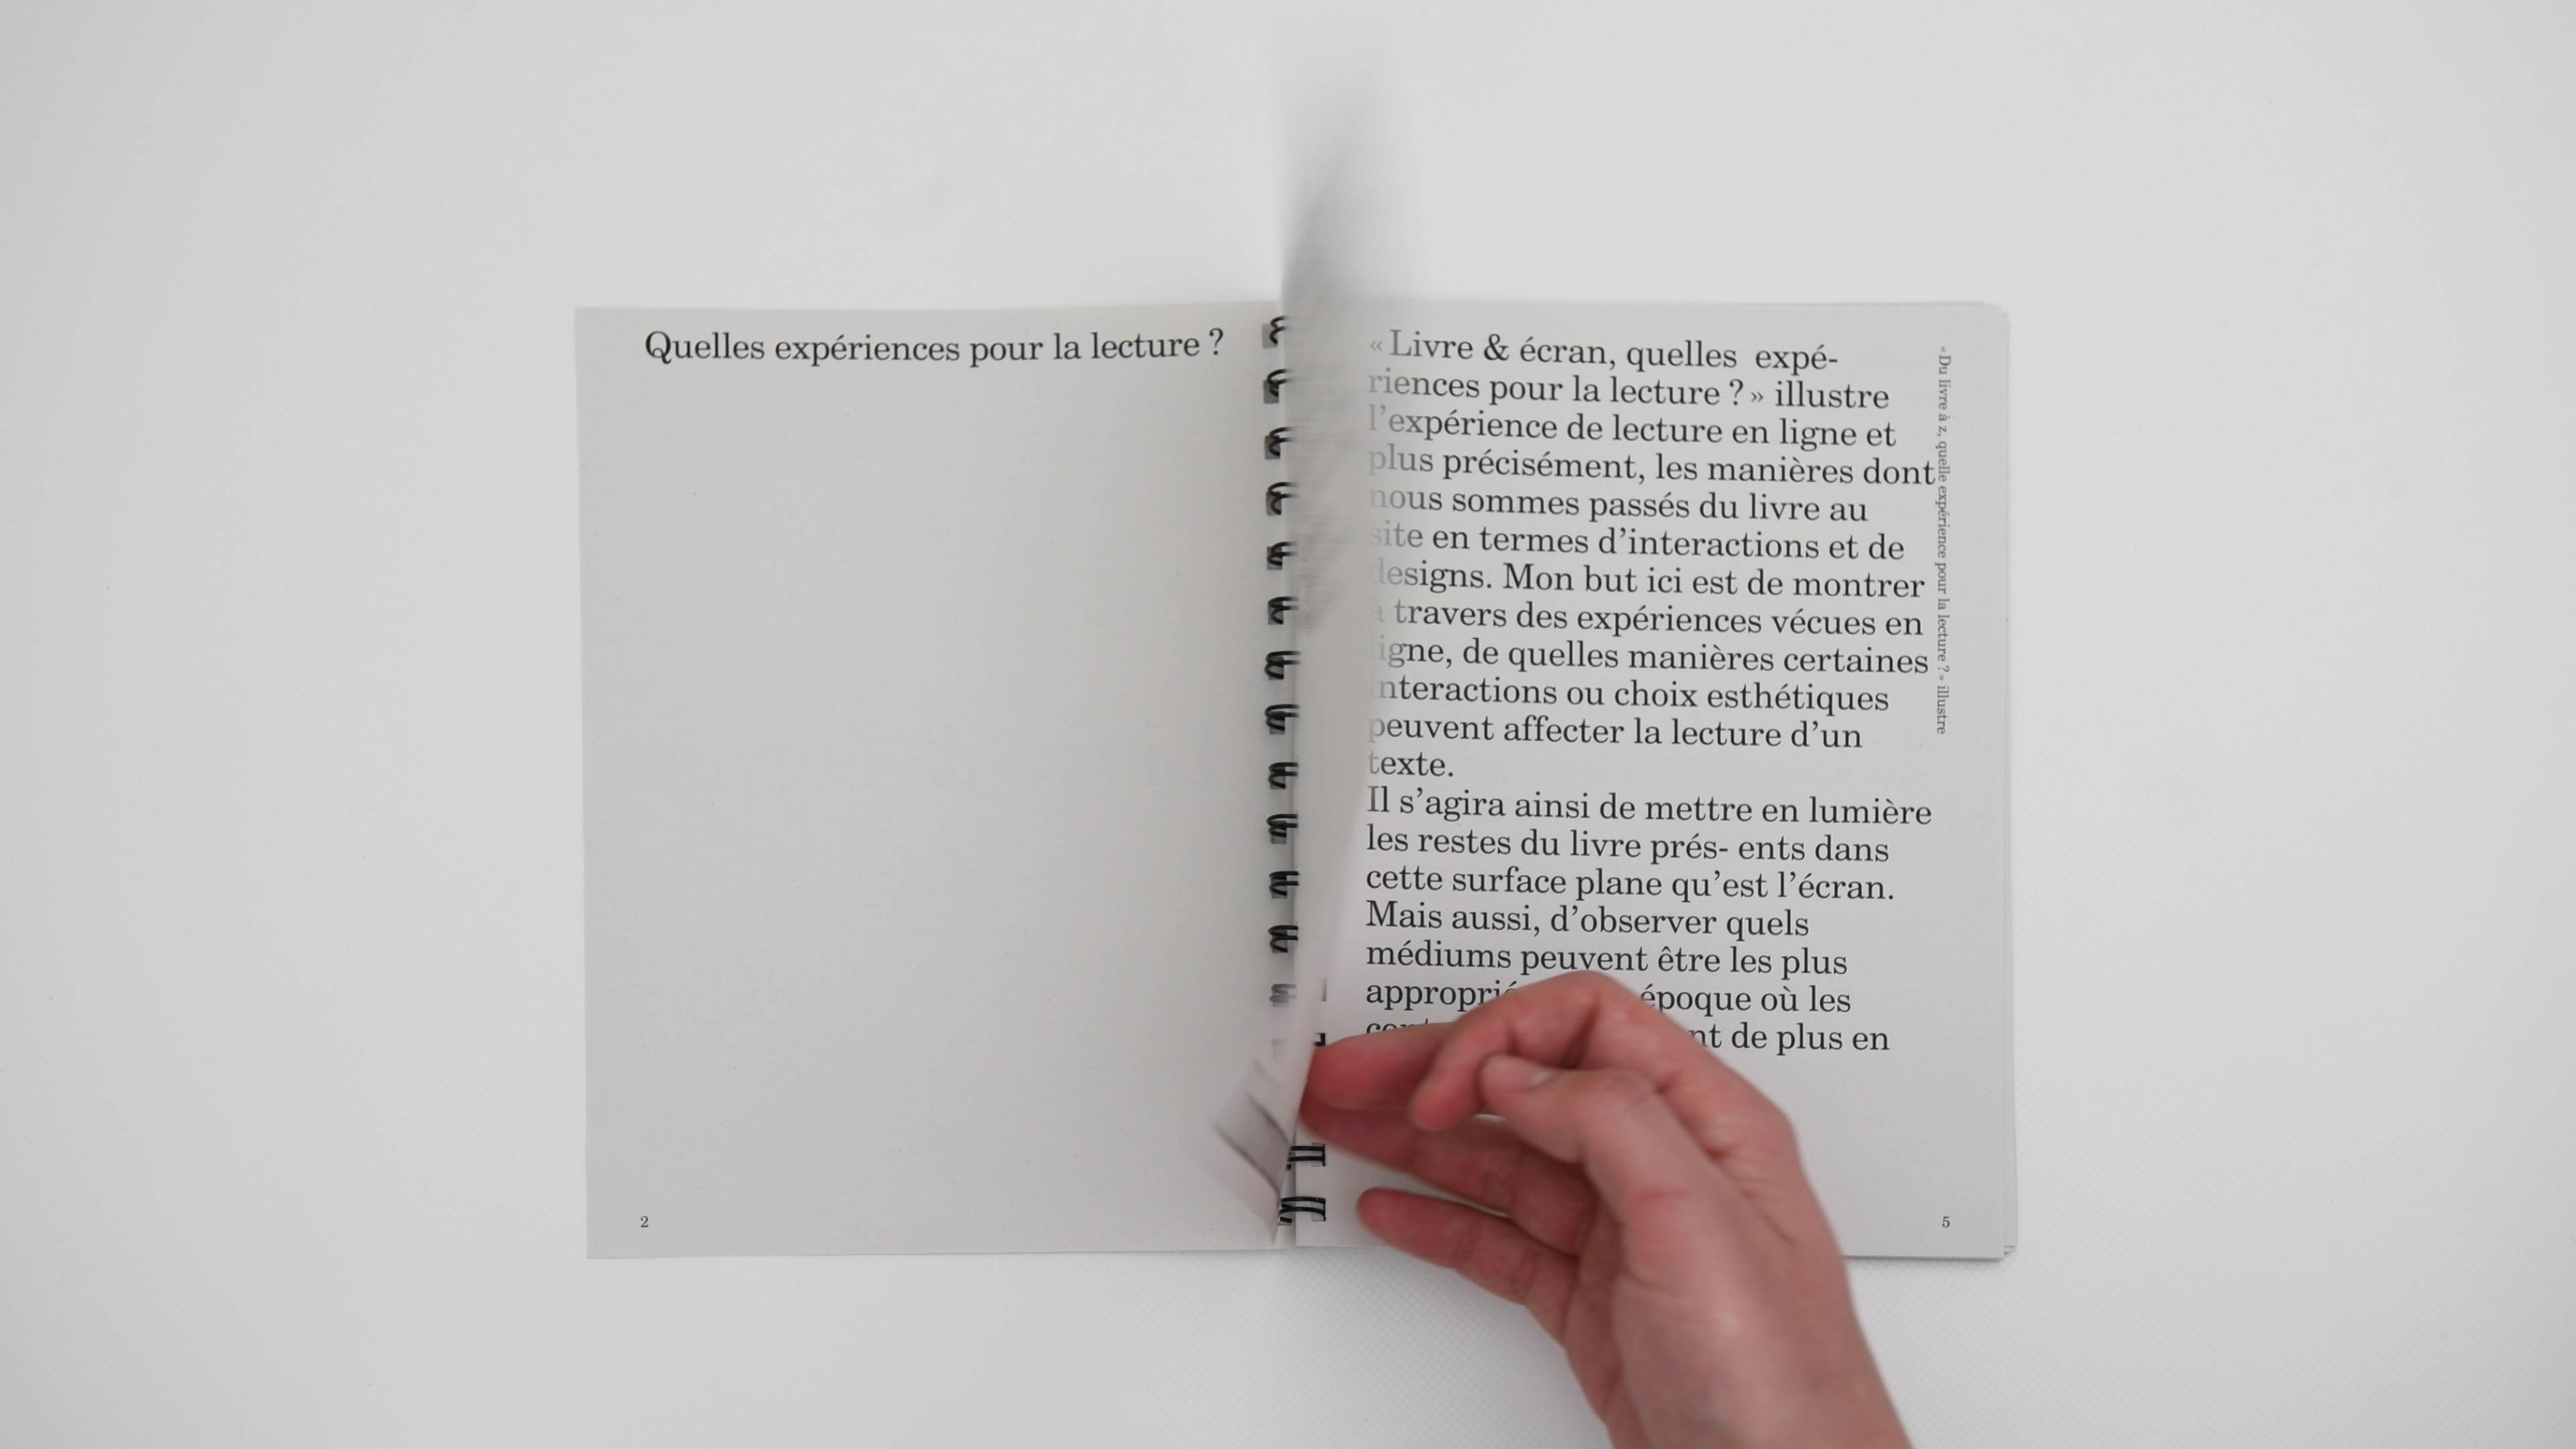 Quelles expériences pour la lecture ?
2
« Livre & écran, quelles  expé-
riences pour la lecture ? » illustre
l’expérience de lecture en ligne et
plus précisément, les manières dont
nous sommes passés du livre au
site en termes d’interactions et de
designs. Mon but ici est de montrer
à travers des expériences vécues en
ligne, de quelles manières certaines
interactions ou choix esthétiques
peuvent affecter la lecture d’un
texte.
Il s’agira ainsi de mettre en lumière
les restes du livre prés- ents dans
cette surface plane qu’est l’écran.
Mais aussi, d’observer quels
médiums peuvent être les plus
époque où les
de plus en
« Du livre à z, quelle expérience pour la lecture ? » illustre
5